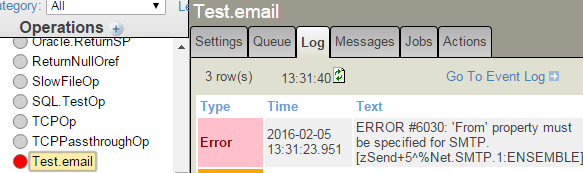 ategory: All Le
Operations
Oracle.ReturnSP
ReturnNullOref
SlowFileOp
SQL.TestOp
TCPOp
TCPPassthroughOp
Test.email
Test.email
Settings Queue Log Messages Jobs Actions
3 row(s) 13:31:40 Go To Event Log
Type Time Text
Error 2016-02-05 13:31:23.951 ERROR #6030: 'From' property must
be specified for SMTP.
[zSend+5^%Net.SMTP.1:ENSEMBLE]